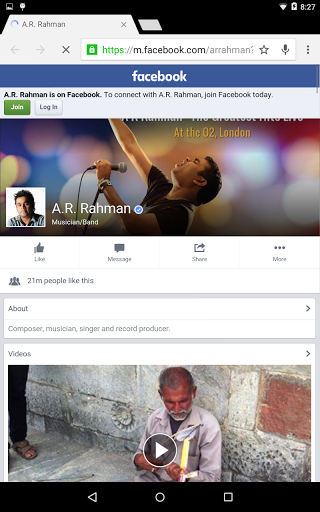 8:27
A.R. Rahman
https://m.facebook.com/arrahman?
facebook
A.R. Rahman is on Facebook. To connect with A.R. Rahman, join Facebook today.
Join
Log In
A R Rahman - The Greatest Hits Live
At the O2, London
A.R. Rahman
Musician/Band
Like
Message
Share
More
21m people like this
About
Composer, musician, singer and record producer.
Videos